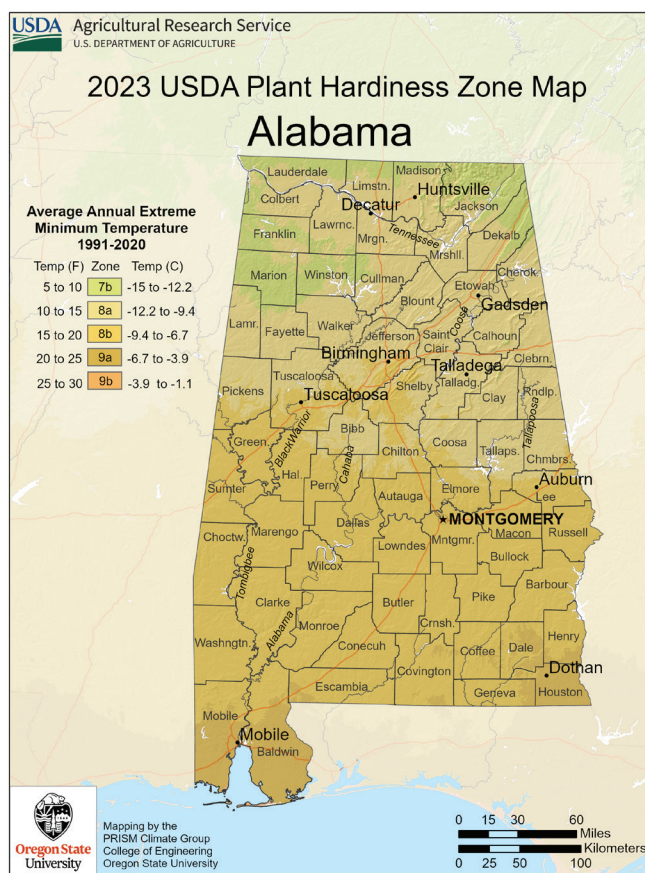 USDA
Agricultural Research Service
U.S. DEPARTMENT OF AGRICULTURE
2023 USDA Plant Hardiness Zone Map
Alabama
Average Annual Extreme
Minimum Temperature
1991-2020
Temp (F) Zone Temp (C)
5 to 10 7b -15 to -12.2
10 to 15 8a -12.2 to -9.4
15 to 20 8b -9.4 to -6.7
20 to 25 9a -6.7 to -3.9
25 to 30 9b -3.9 to -1.1
Lauderdale
Limstn.
Madison
Huntsville
Colbert
Decatur
Jackson
Franklin
Lawrnc.
Mrgn.
Tennessee
Mrshll.
Dekalb
Marion
Winston
Cullman
Cherok.
Etowah
Blount
Gadsden
Lamr.
Fayette
Walker
Jefferson
Saint
Clair
Coosa
Calhoun
Birmingham
Talladega
Clebrn.
Pickens
Tuscaloosa
Tuscaloosa
Shelby
Talladg.
Clay
Rndlp.
Tallapoosa
Green.
BlackWarrior
Bibb
Cahaba
Chilton
Coosa
Tallaps.
Chmbrs.
Sumter
Hal.
Perry
Autauga
Elmore
Auburn
Lee
Dallas
MONTGOMERY
Choctw.
Marengo
Lowndes
Mntgmr.
Macon
Russell
Bullock
Tombigbee
Wilcox
Clarke
Butler
Pike
Barbour
Alabama
Monroe
Crnsh.
Washngtn.
Conecuh
Covington
Coffee
Dale
Henry
Dothan
Escambia
Geneva
Houston
Mobile
Mobile
Baldwin
Oregon State
University
Mapping by the
PRISM Climate Group
College of Engineering
Oregon State University
0 15 30 60
Miles
Kilometers
0 25 50 100